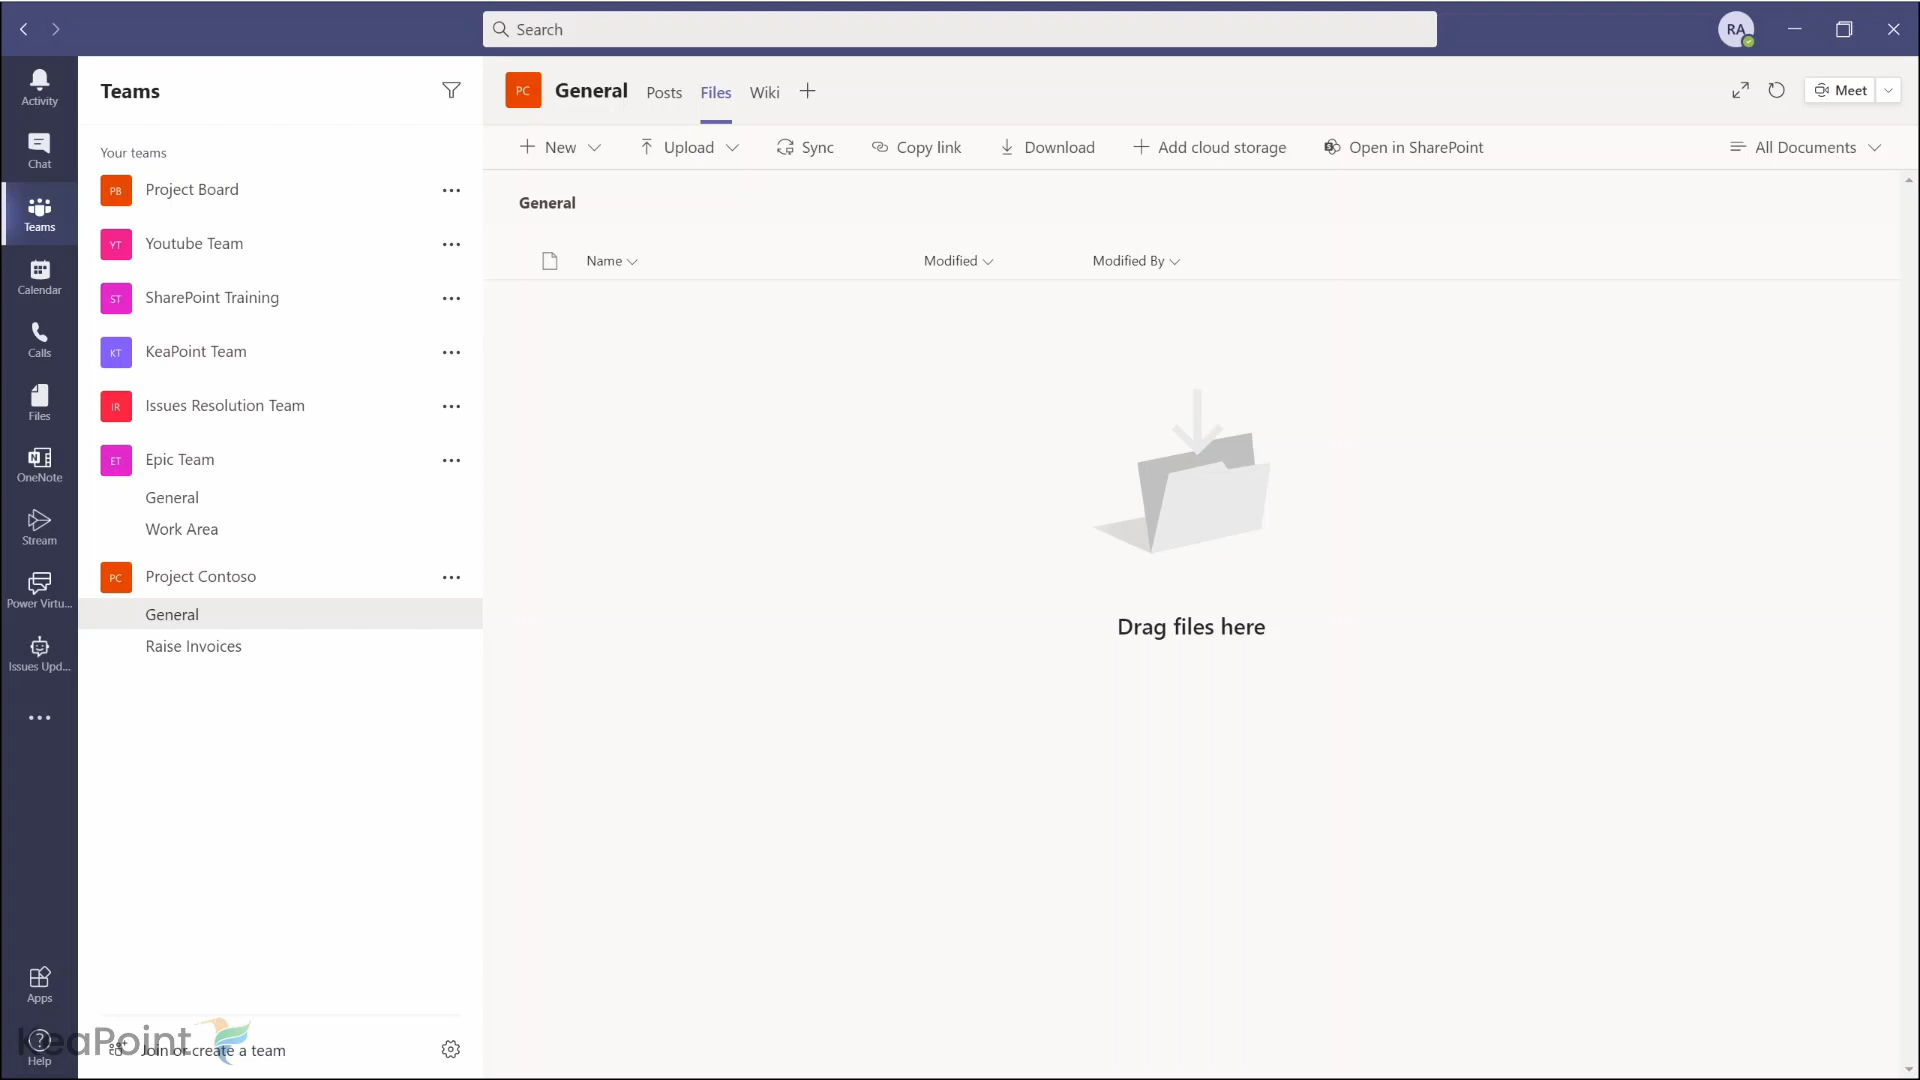 Search
RA
Activity
Chat
Teams
Calendar
Calls
Files
OneNote
Stream
Power Virtu...
Issues Upd...
Apps
Help
Teams
Your teams
PB Project Board
YT Youtube Team
ST SharePoint Training
KT KeaPoint Team
IR Issues Resolution Team
ET Epic Team
General
Work Area
PC Project Contoso
General
Raise Invoices
KeaPoint
Join or create a team
PC General Posts Files Wiki
Meet
New Upload Sync Copy link Download Add cloud storage Open in SharePoint All Documents
General
Name Modified Modified By
Drag files here